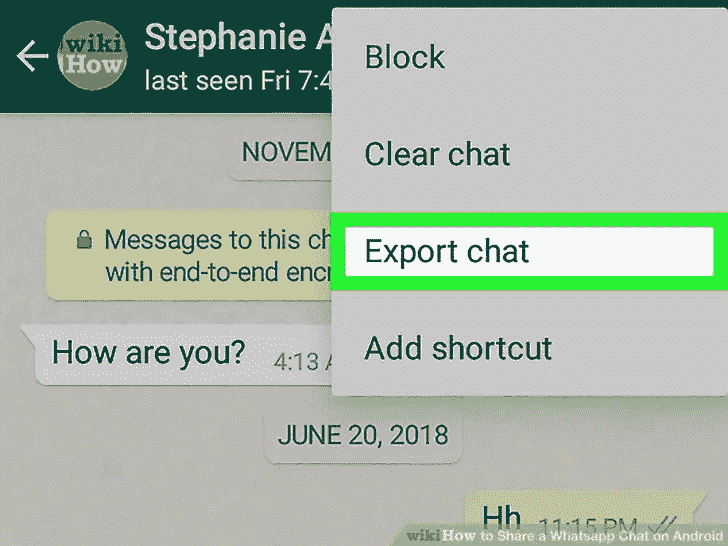 wiki
How
Stephanie A
last seen Fri 7:4
Block
Clear chat
Export chat
Add shortcut
NOVEM
Messages to this ch
with end-to-end encr
How are you? 4:13 A
JUNE 20, 2018
Hh 11:15 PM
wikiHow to Share a Whatsapp Chat on Android